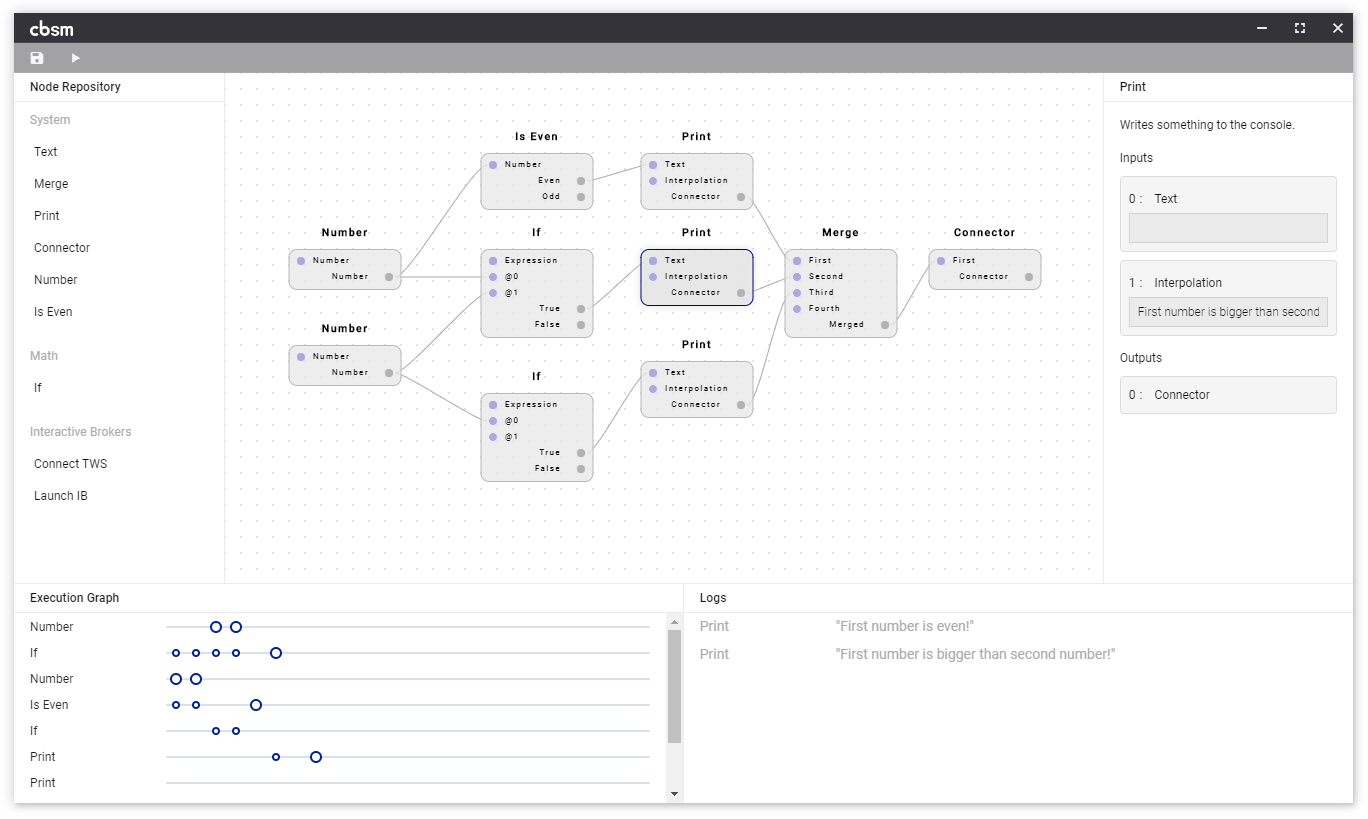 cbsm
Node Repository
System
Text
Merge
Print
Connector
Number
Is Even
Math
If
Interactive Brokers
Connect TWS
Launch IB
Is Even
Number
Even
Odd
Print
Text
Interpolation
Connector
Number
Number
Number
If
Expression
@0
@1
True
False
Print
Text
Interpolation
Connector
Merge
First
Second
Third
Fourth
Merged
Connector
First
Connector
Number
Number
Number
If
Expression
@0
@1
True
False
Print
Text
Interpolation
Connector
Print
Writes something to the console.
Inputs
0 : Text
1 : Interpolation
First number is bigger than second
Outputs
0 : Connector
Execution Graph
Number
If
Number
Is Even
If
Print
Print
Logs
Print "First number is even!"
Print "First number is bigger than second number!"